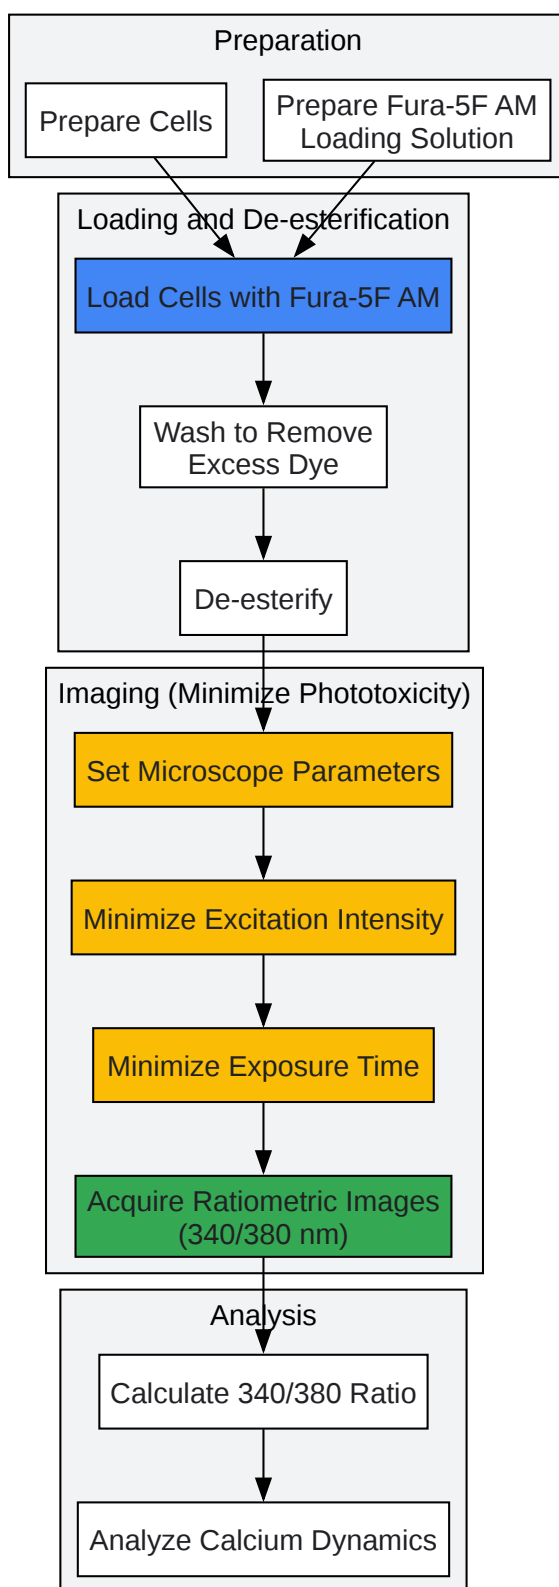 Preparation
Prepare Cells
Prepare Fura-5F AM
Loading Solution
Loading and De-esterification
Load Cells with Fura-5F AM
Wash to Remove
Excess Dye
De-esterify
Imaging (Minimize Phototoxicity)
Set Microscope Parameters
Minimize Excitation Intensity
Minimize Exposure Time
Acquire Ratiometric Images
(340/380 nm)
Analysis
Calculate 340/380 Ratio
Analyze Calcium Dynamics